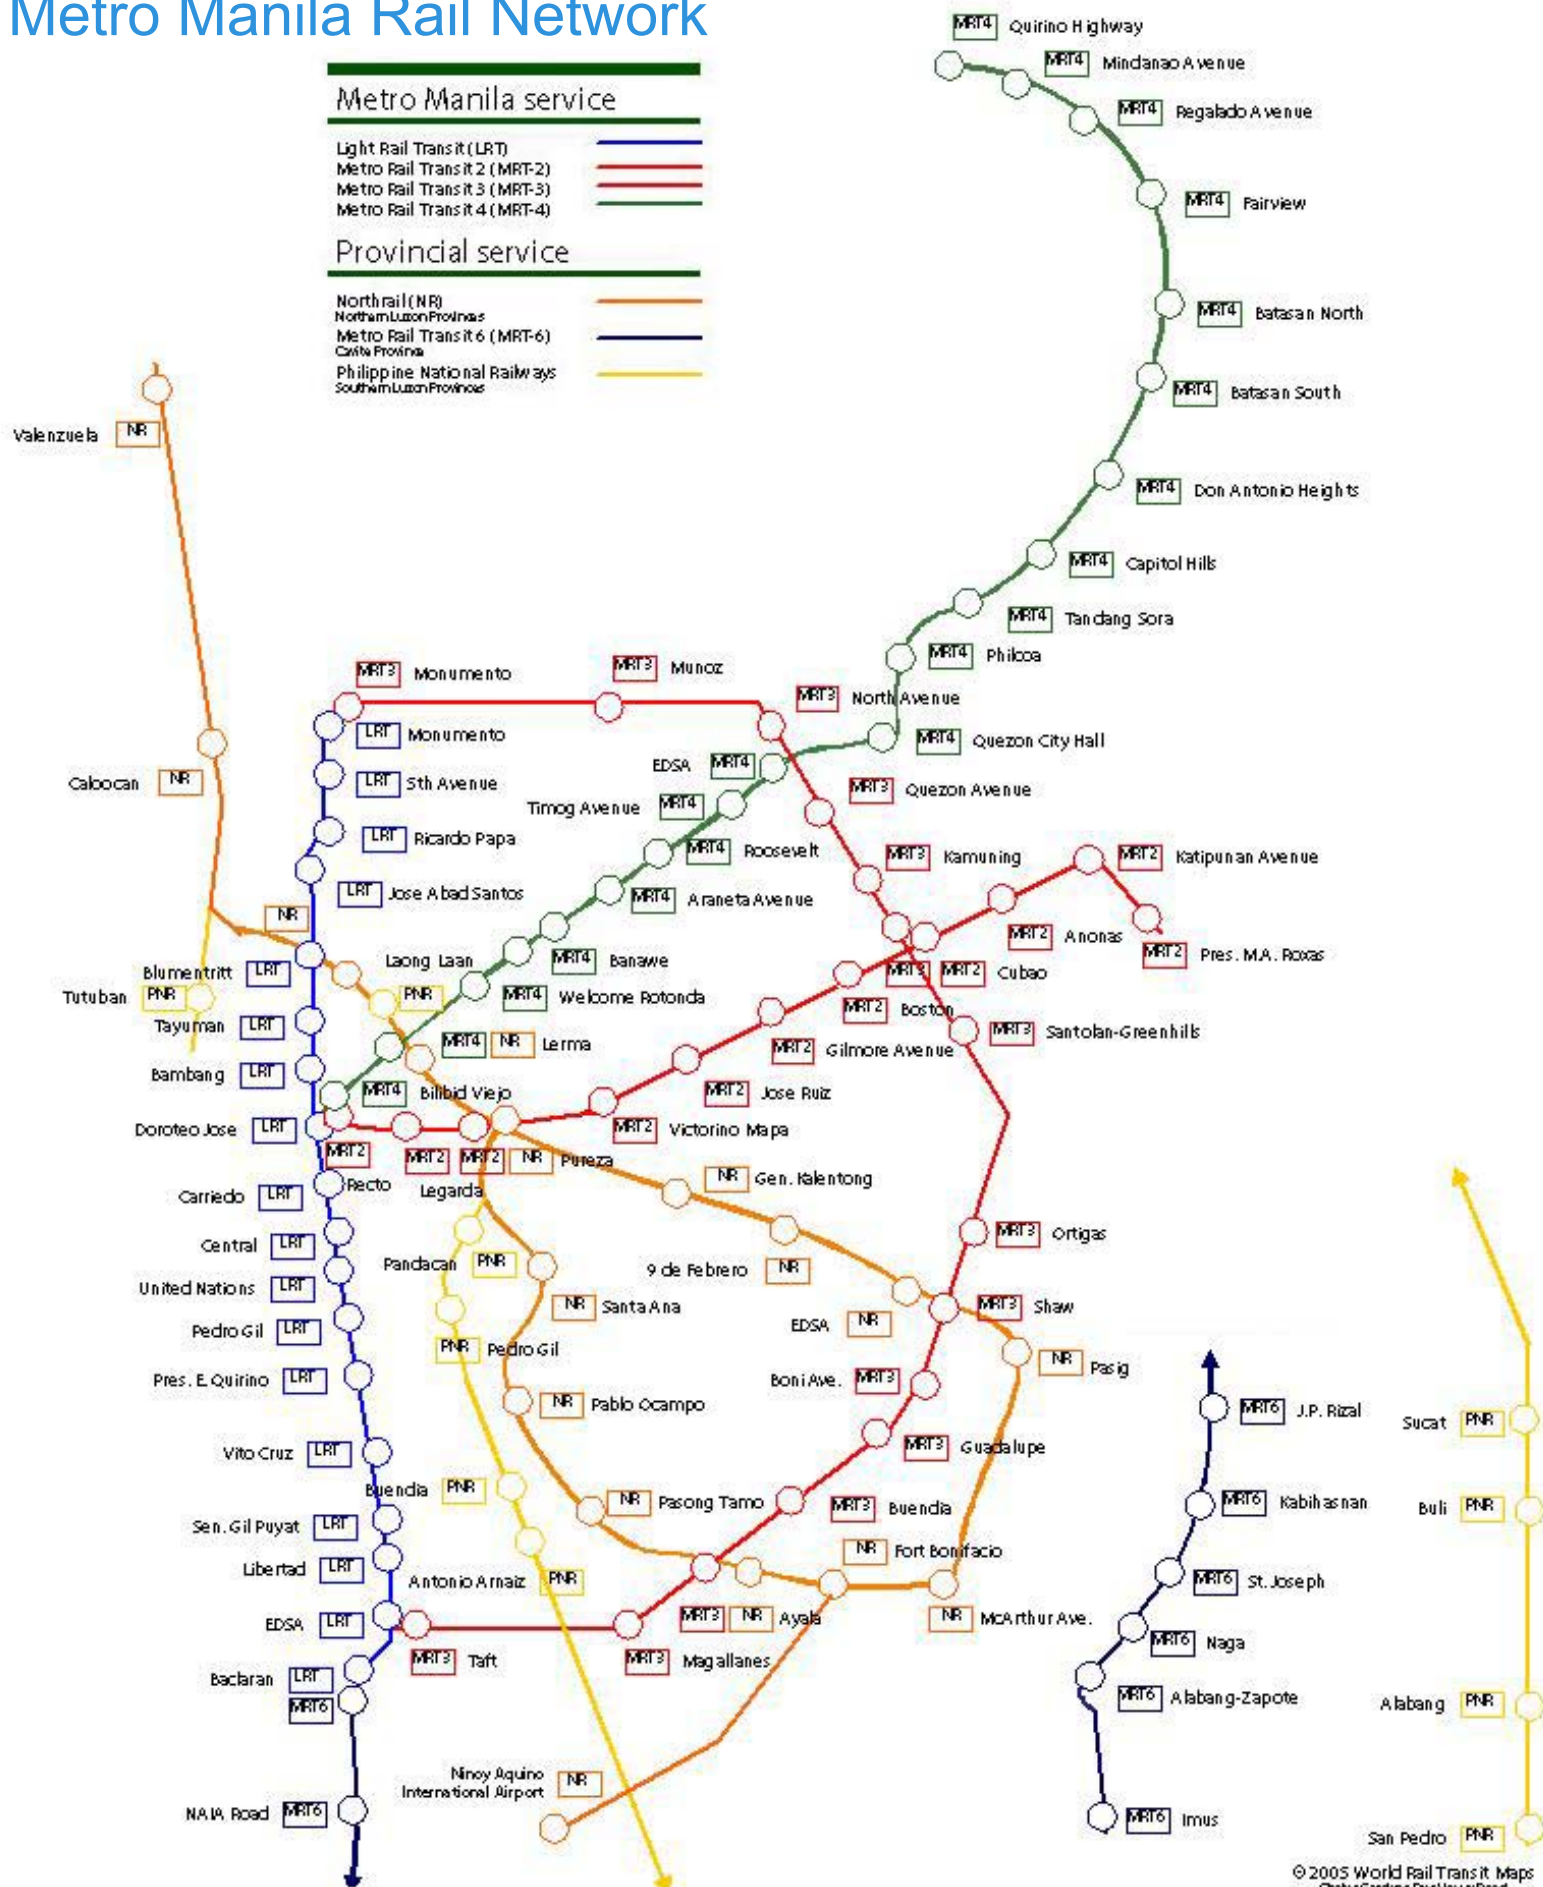 Metro Manila Rail Network
Metro Manila service
Light Rail Transit (LRT)
Metro Rail Transit 2 (MRT-2)
Metro Rail Transit 3 (MRT-3)
Metro Rail Transit 4 (MRT-4)
Provincial service
Northrail (NR)
Northern Luzon Provinces
Metro Rail Transit 6 (MRT-6)
Cavite Province
Philippine National Railways
Southern Luzon Provinces
MRT4 Quirino Highway
MRT4 Mindanao Avenue
MRT4 Regalado Avenue
MRT4 Fairview
MRT4 Batasan North
MRT4 Batasan South
MRT4 Don Antonio Heights
MRT4 Capitol Hills
MRT4 Tandang Sora
MRT4 Philcoa
Valenzuela NR
MRT3 Monumento
MRT3 Munoz
MRT3 North Avenue
LRT Monumento
MRT4 Quezon City Hall
EDSA MRT4
Caloocan NR
LRT 5th Avenue
MRT3 Quezon Avenue
Timog Avenue MRT4
LRT Ricardo Papa
MRT4 Roosevelt
MRT3 Kamuning
MRT2 Katipunan Avenue
LRT Jose Abad Santos
MRT4 Araneta Avenue
NR
MRT2 Anonas
MRT2 Pres. M.A. Roxas
Laong Laan
MRT4 Banawe
Blumentritt LRT
MRT3 MRT2 Cubao
Tutuban PNR
PNR
MRT4 Welcome Rotonda
MRT2 Boston
Tayuman LRT
MRT3 Santolan-Greenhills
MRT4 NR Lerma
MRT2 Gilmore Avenue
Bambang LRT
MRT4 Bilibid Viejo
MRT2 Jose Ruiz
Doroteo Jose LRT
MRT2 Victorino Mapa
MRT2
MRT2 MRT2 NR Pureza
Recto
Legarda
NR Gen. Kalentong
Carriedo LRT
Central LRT
MRT3 Ortigas
Pandacan PNR
9 de Febrero NR
United Nations LRT
NR Santa Ana
MRT3 Shaw
EDSA NR
Pedro Gil LRT
PNR Pedro Gil
NR Pasig
Pres. E. Quirino LRT
Boni Ave. MRT3
NR Pablo Ocampo
MRT6 J.P. Rizal
Sucat PNR
Vito Cruz LRT
MRT3 Guadalupe
Buendia PNR
NR Pasong Tamo
MRT3 Buendia
MRT6 Kabihasnan
Buli PNR
Sen. Gil Puyat LRT
NR Fort Bonifacio
Libertad LRT
Antonio Arnaiz PNR
MRT6 St. Joseph
EDSA LRT
MRT3 NR Ayala
NR McArthur Ave.
MRT6 Naga
MRT3 Taft
MRT3 Magallanes
Baclaran LRT
MRT6
MRT6 Alabang-Zapote
Alabang PNR
Ninoy Aquino
International Airport NR
NAIA Road MRT6
MRT6 Imus
San Pedro PNR
© 2005 World Rail Transit Maps